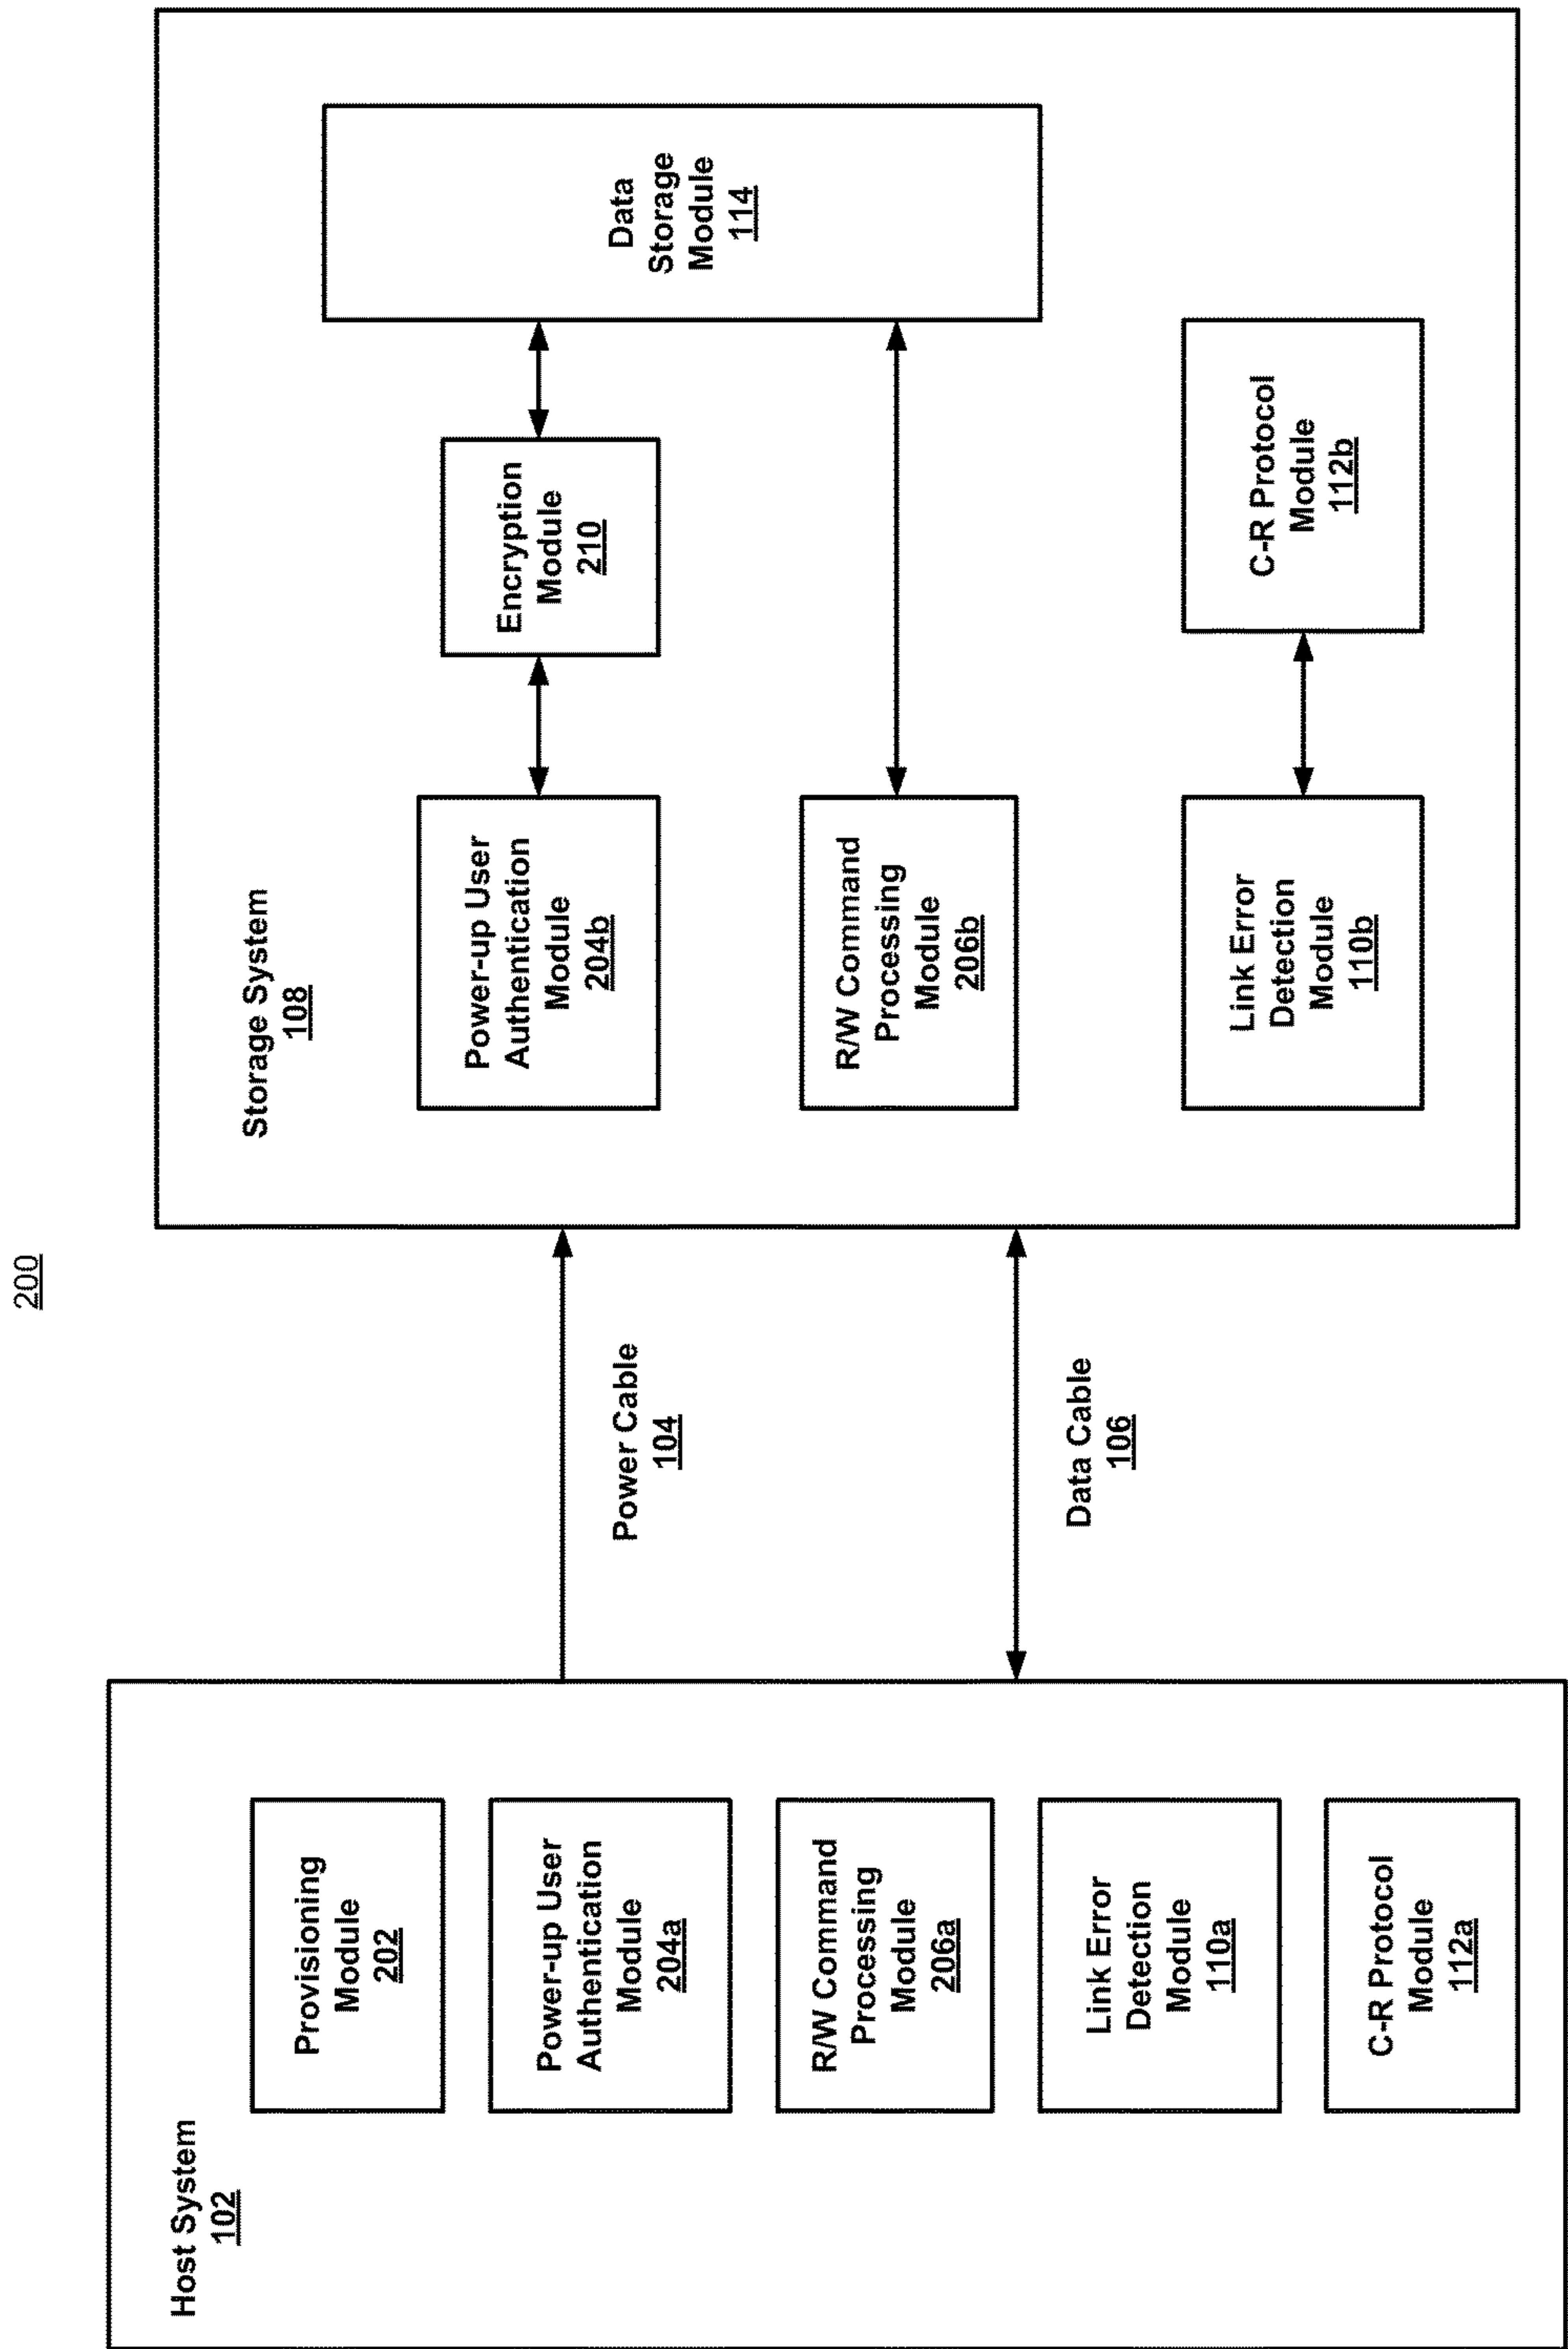 200
Host System
102
Provisioning
Module
202
Power-up User
Authentication
Module
204a
R/W Command
Processing
Module
206a
Link Error
Detection
Module
110a
C-R Protocol
Module
112a
Power Cable
104
Data Cable
106
Storage System
108
Power-up User
Authentication
Module
204b
Encryption
Module
210
Data
Storage
Module
114
R/W Command
Processing
Module
206b
Link Error
Detection
Module
110b
C-R Protocol
Module
112b